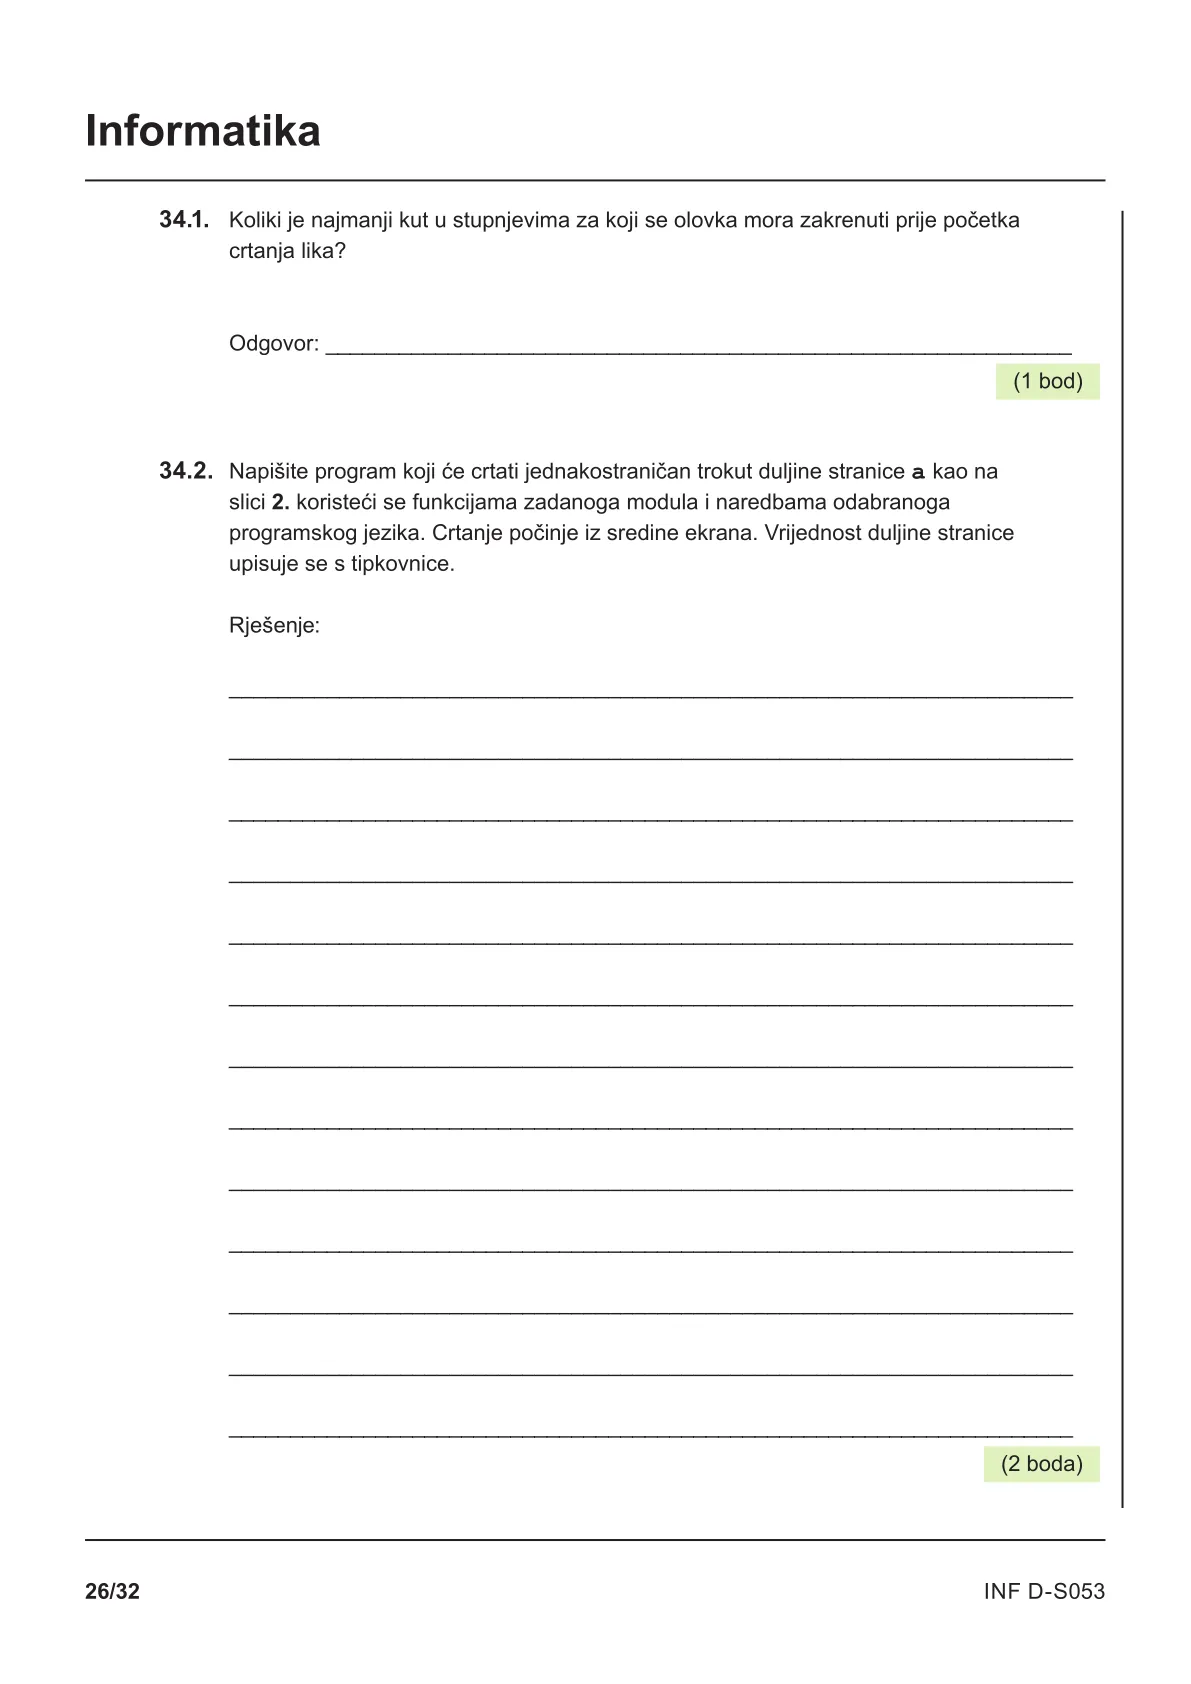 Informatika
34.1. Koliki je najmanji kut u stupnjevima za koji se olovka mora zakrenuti prije početka
crtanja lika?
Odgovor: ______________________________________________________________
(1 bod)
34.2. Napišite program koji će crtati jednakostraničan trokut duljine stranice a kao na
slici 2. koristeći se funkcijama zadanoga modula i naredbama odabranoga
programskog jezika. Crtanje počinje iz sredine ekrana. Vrijednost duljine stranice
upisuje se s tipkovnice.
Rješenje:
(2 boda)
26/32
INF D-S053